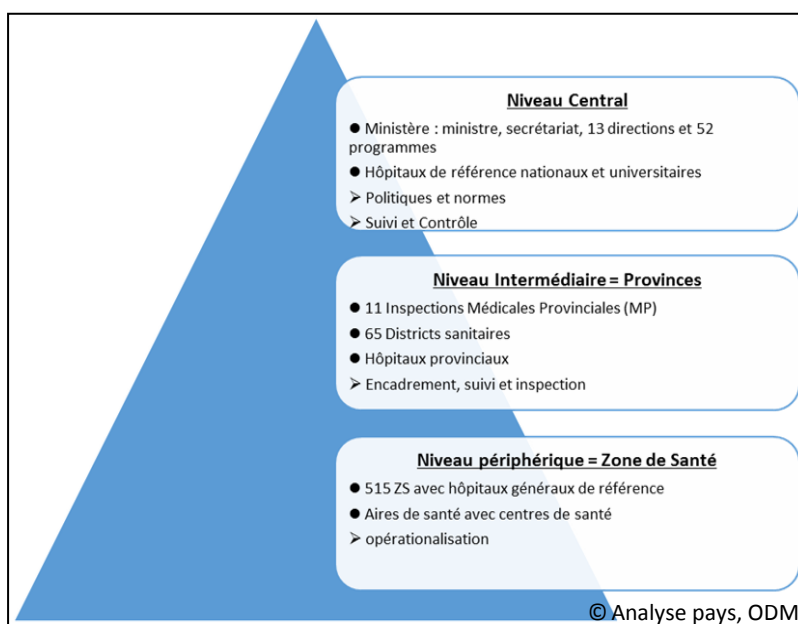 Niveau Central
● Ministère : ministre, secrétariat, 13 directions et 52
programmes
● Hôpitaux de référence nationaux et universitaires
➢ Politiques et normes
➢ Suivi et Contrôle
Niveau Intermédiaire = Provinces
● 11 Inspections Médicales Provinciales (MP)
● 65 Districts sanitaires
● Hôpitaux provinciaux
➢ Encadrement, suivi et inspection
Niveau périphérique = Zone de Santé
● 515 ZS avec hôpitaux généraux de référence
● Aires de santé avec centres de santé
➢ opérationalisation
© Analyse pays, ODM